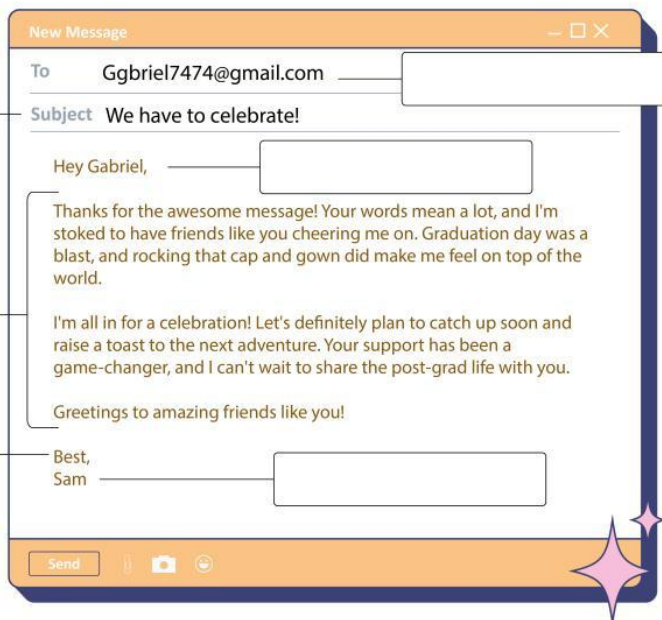 New Message
To Ggbriel7474@gmail.com
Subject We have to celebrate!
Hey Gabriel,
Thanks for the awesome message! Your words mean a lot, and I'm
stoked to have friends like you cheering me on. Graduation day was a
blast, and rocking that cap and gown did make me feel on top of the
world.
I'm all in for a celebration! Let's definitely plan to catch up soon and
raise a toast to the next adventure. Your support has been a
game-changer, and I can't wait to share the post-grad life with you.
Greetings to amazing friends like you!
Best,
Sam
Send